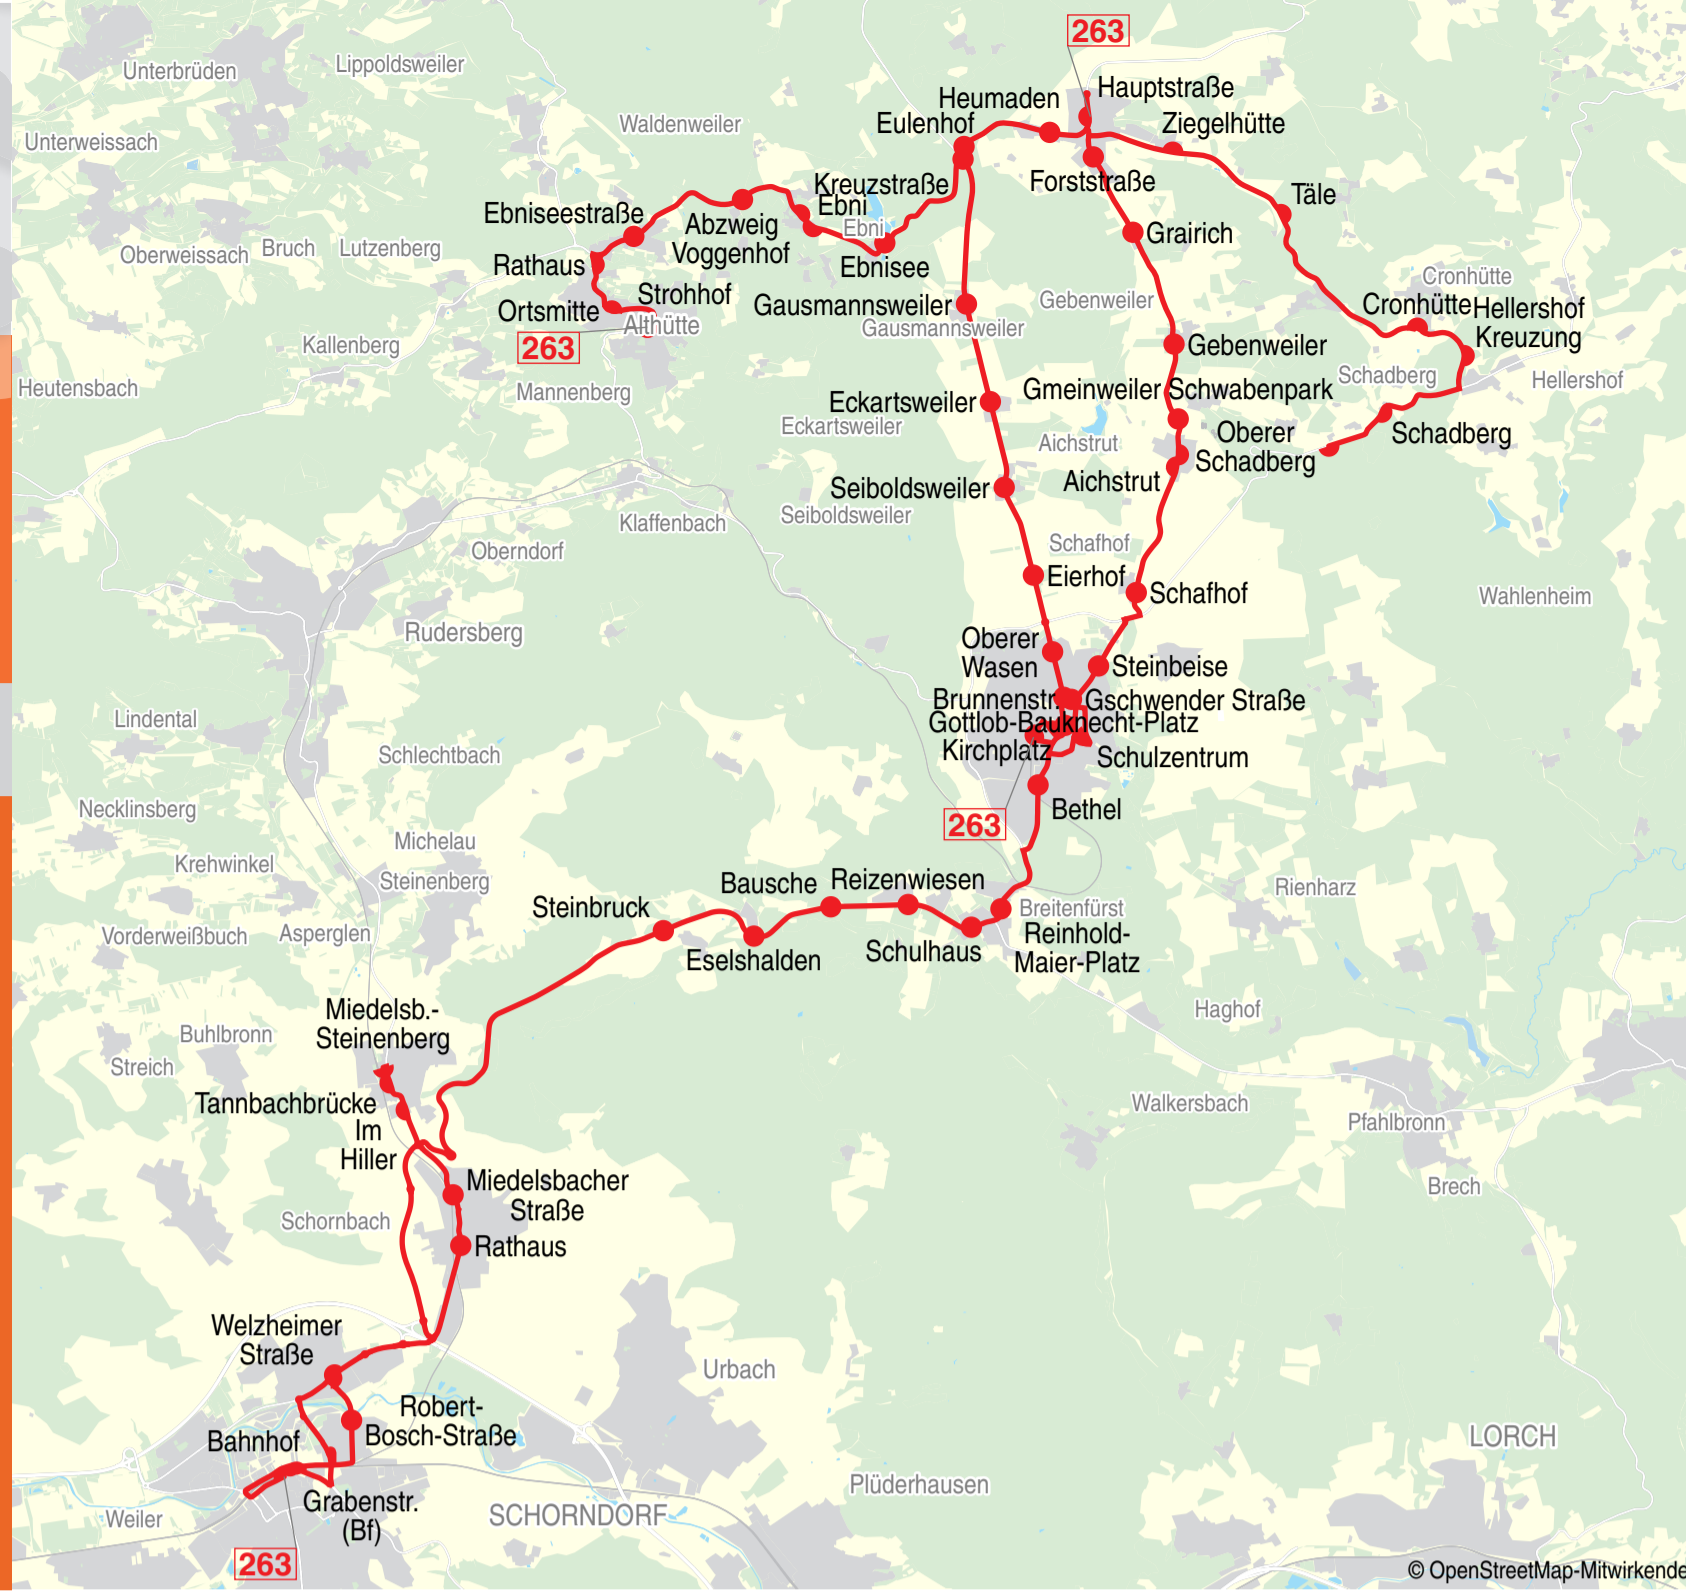 263
Hauptstraße
Lippoldsweiler
Unterbrüden
Heumaden
Waldenweiler
Eulenhof
Ziegelhütte
Unterweissach
Forststraße
Kreuzstraße
Täle
Ebni
Ebniseestraße
Abzweig
Voggenhof
Ebni
Grairich
Oberweissach
Bruch
Lutzenberg
Rathaus
Ebnisee
Cronhütte
Strohhof
Gausmannsweiler
Gebenweiler
Cronhütte
Hellershof
Kreuzung
Ortsmitte
Althütte
Gausmannsweiler
263
Kallenberg
Gebenweiler
Heutensbach
Mannenberg
Gmeinweiler Schwabenpark
Schadberg
Hellershof
Eckartsweiler
Eckartsweiler
Aichstrut
Oberer
Schadberg
Schadberg
Seiboldsweiler
Aichstrut
Seiboldsweiler
Klaffenbach
Oberndorf
Schafhof
Eierhof
Schafhof
Wahlenheim
Rudersberg
Oberer
Wasen
Steinbeise
Brunnenstr.
Gschwender Straße
Lindental
Gottlob-Bauknecht-Platz
Kirchplatz
Schulzentrum
Schlechtbach
Necklinsberg
Bethel
263
Michelau
Krehwinkel
Steinenberg
Bausche
Reizenwiesen
Rienharz
Steinbruck
Breitenfürst
Vorderweißbuch
Asperglen
Eselshalden
Schulhaus
Reinhold-
Maier-Platz
Miedelsb.-
Steinenberg
Haghof
Buhlbronn
Streich
Tannbachbrücke
Walkersbach
Pfahlbronn
Im
Hiller
Miedelsbacher
Straße
Brech
Schornbach
Rathaus
Welzheimer
Straße
Urbach
Robert-
Bosch-Straße
Bahnhof
LORCH
Grabenstr.
(Bf)
Plüderhausen
Weiler
SCHORNDORF
263
© OpenStreetMap-Mitwirkende